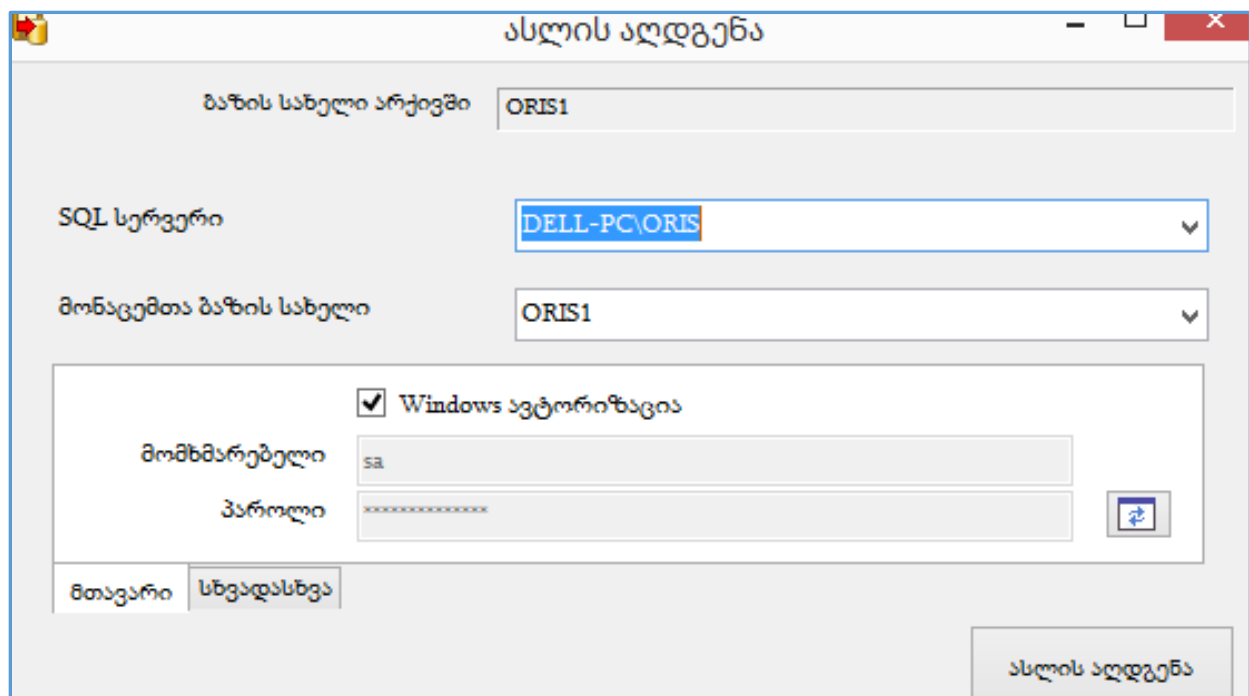 ასლის აღდგენა
ბაზის სახელი არქივში ORIS1
SQL სერვერი DELL-PC\ORIS
მონაცემთა ბაზის სახელი ORIS1
Windows ავტორიზაცია
მომხმარებელი sa
პაროლი **************
მთავარი სხვადასხვა
ასლის აღდგენა